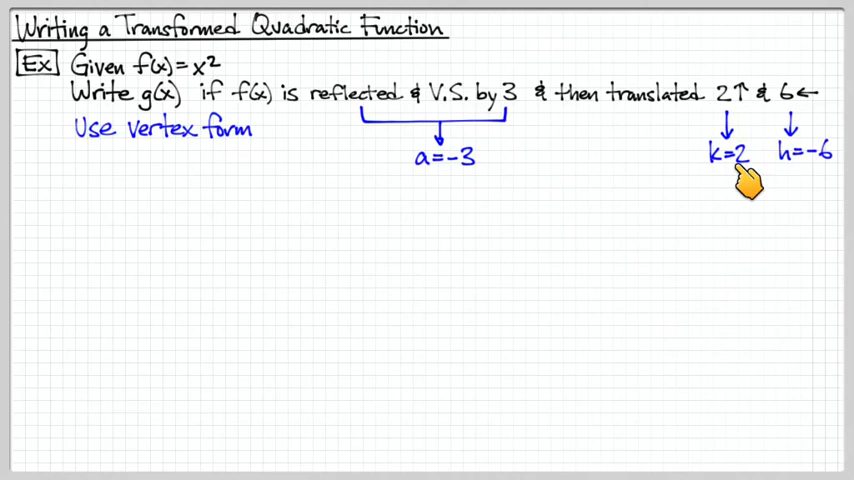 Writing a Transformed Quadratic Function
Ex Given f(x)=x²
Write g(x) if f(x) is reflected & V.S. by 3 & then translated 2↑ & 6←
Use vertex form
a=-3 k=2 h=-6